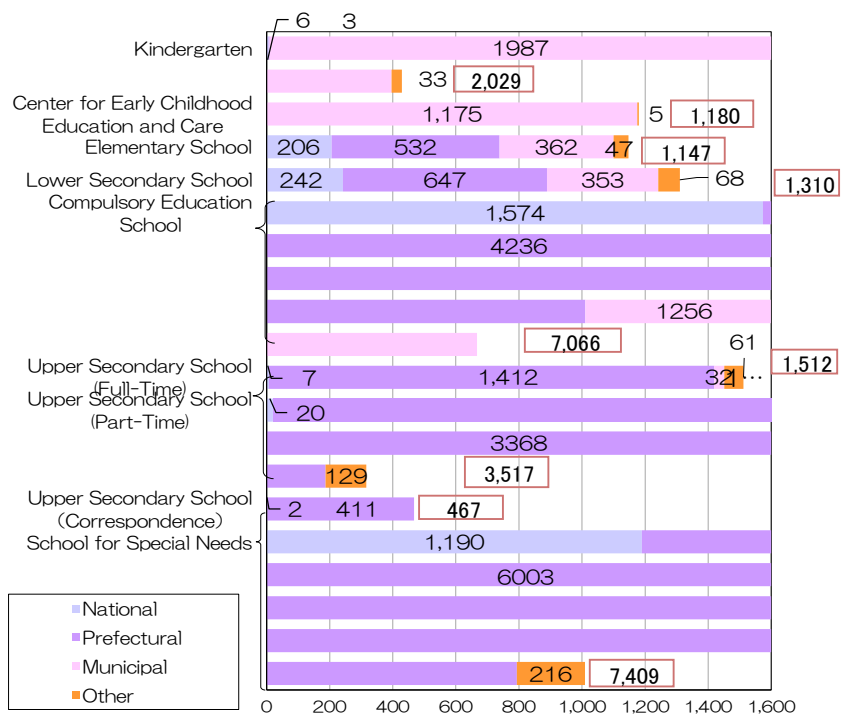 6 3
Kindergarten
1987
33 2,029
Center for Early Childhood
Education and Care
1,175 5 1,180
Elementary School
206 532 362 47 1,147
Lower Secondary School
242 647 353 68 1,310
Compulsory Education
School
1,574
4236
1256
7,066
61
1,512
Upper Secondary School
(Full-Time)
7 1,412 32
Upper Secondary School
(Part-Time)
20
3368
129 3,517
Upper Secondary School
(Correspondence)
2 411 467
School for Special Needs
1,190
6003
216 7,409
National
Prefectural
Municipal
Other
0 200 400 600 800 1,000 1,200 1,400 1,600